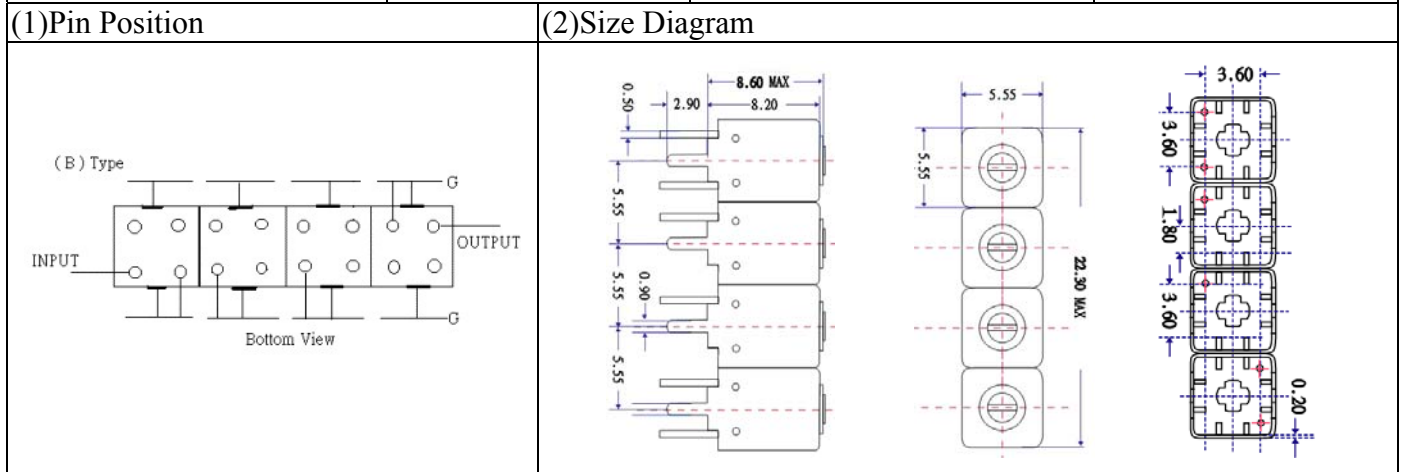 (1)Pin Position
(2)Size Diagram
(B) Type
G
INPUT
OUTPUT
G
Bottom View
0.50
2.90
8.60 MAX
8.20
5.55
5.55
0.90
5.55
5.55
5.55
22.30 MAX
3.60
3.60
1.80
3.60
0.20